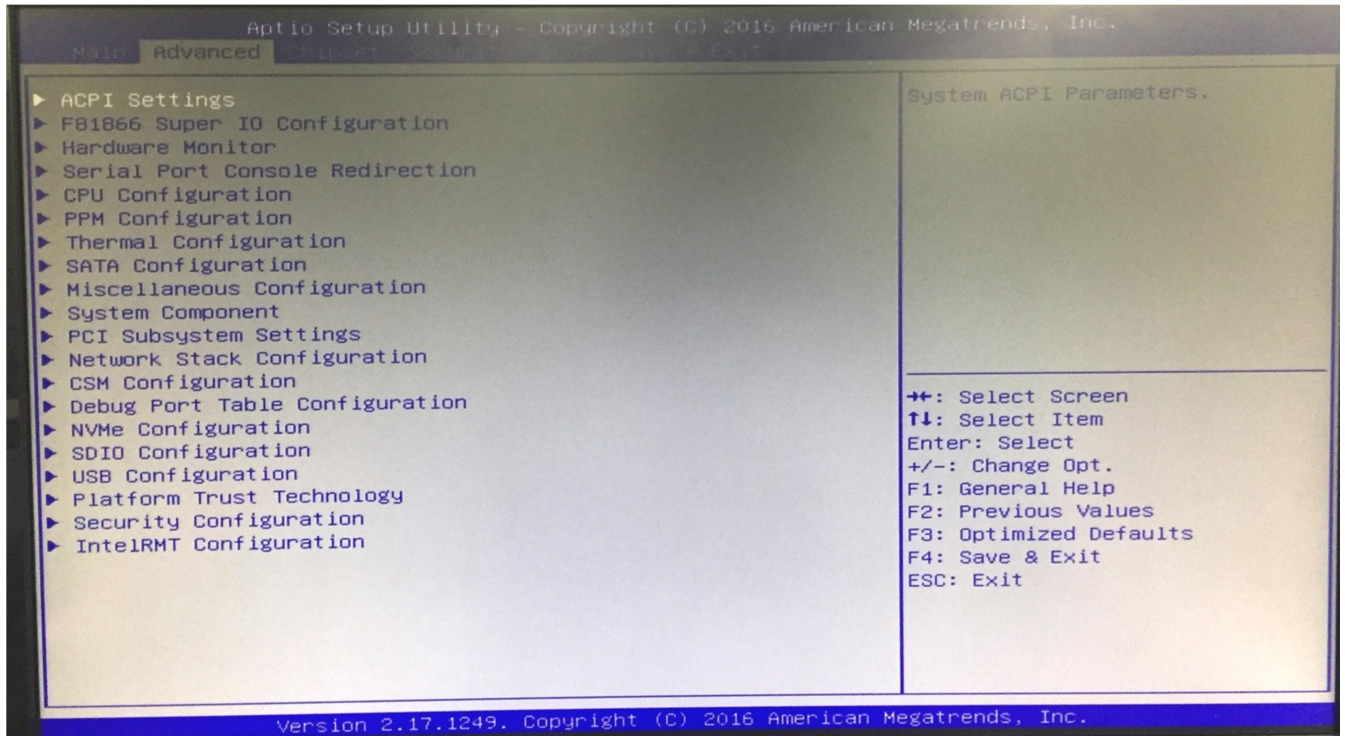 Aptio Setup Utility - Copyright (C) 2016 American Megatrends, Inc.
Main Advanced Chipset Security
► ACPI Settings
► F81866 Super IO Configuration
► Hardware Monitor
► Serial Port Console Redirection
► CPU Configuration
► PPM Configuration
► Thermal Configuration
► SATA Configuration
► Miscellaneous Configuration
► System Component
► PCI Subsystem Settings
► Network Stack Configuration
► CSM Configuration
► Debug Port Table Configuration
► NVMe Configuration
► SDIO Configuration
► USB Configuration
► Platform Trust Technology
► Security Configuration
► IntelRMT Configuration
System ACPI Parameters.
→←: Select Screen
↑↓: Select Item
Enter: Select
+/-: Change Opt.
F1: General Help
F2: Previous Values
F3: Optimized Defaults
F4: Save & Exit
ESC: Exit
Version 2.17.1249. Copyright (C) 2016 American Megatrends, Inc.